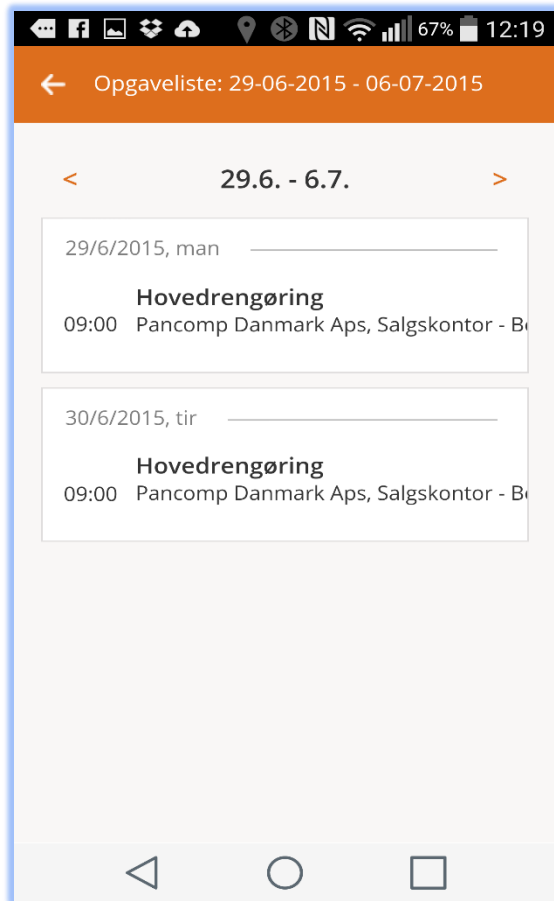 67% 12:19
Opgaveliste: 29-06-2015 - 06-07-2015
< 29.6. - 6.7. >
29/6/2015, man
Hovedrengøring
09:00 Pancomp Danmark Aps, Salgskontor -
30/6/2015, tir
Hovedrengøring
09:00 Pancomp Danmark Aps, Salgskontor -